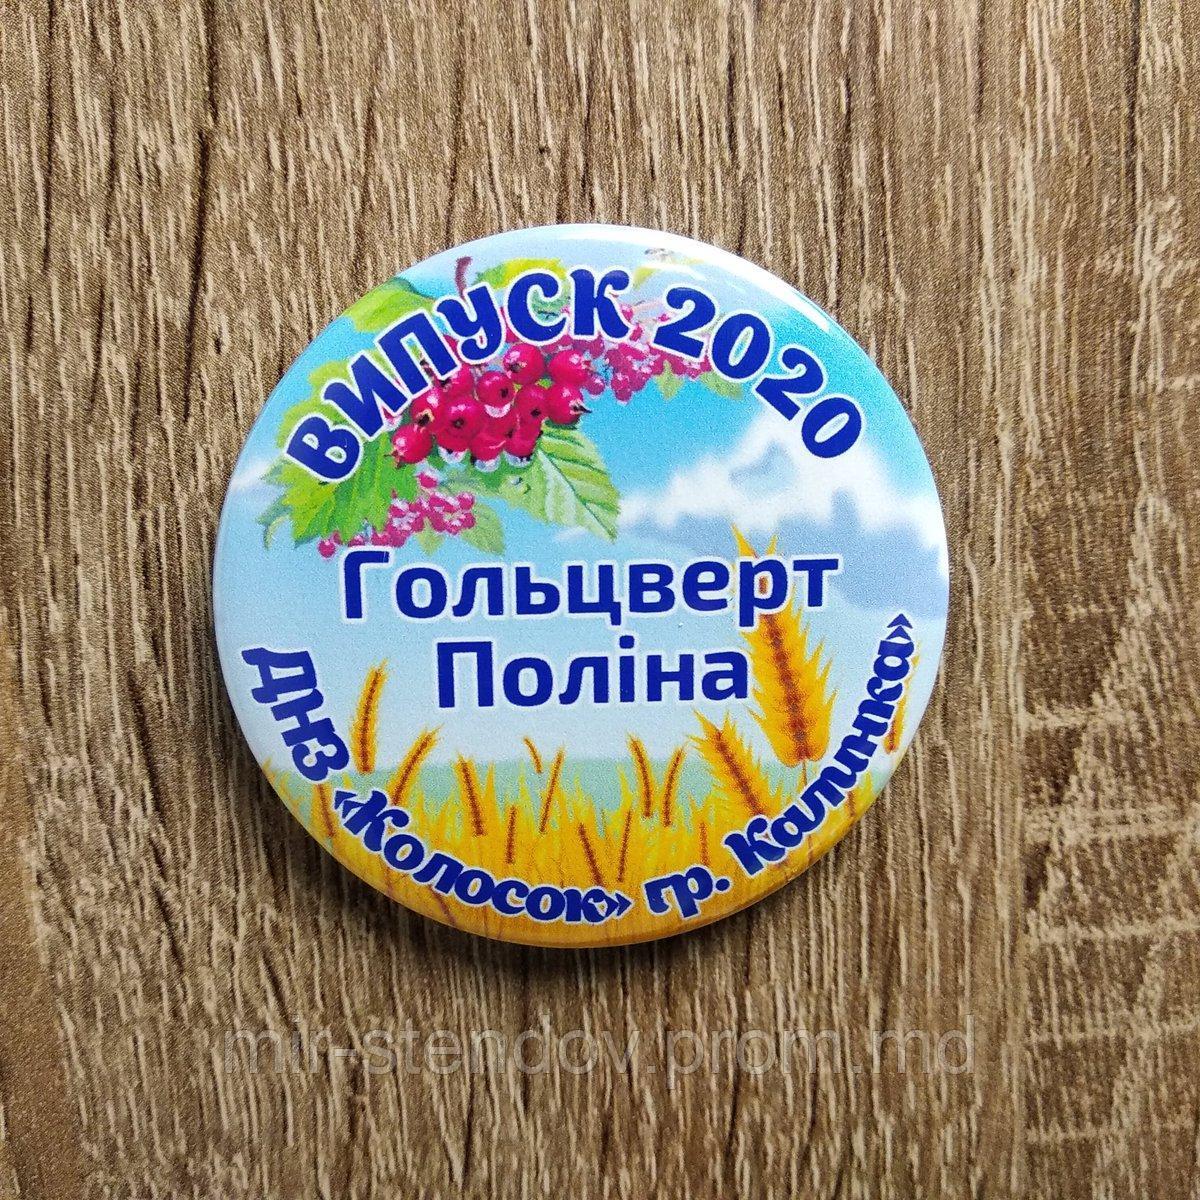 ВИПУСК 2020
Гольцверт
Поліна
ДНЗ «Колосок» гр. Калинка»
mir-stendov.prom.md